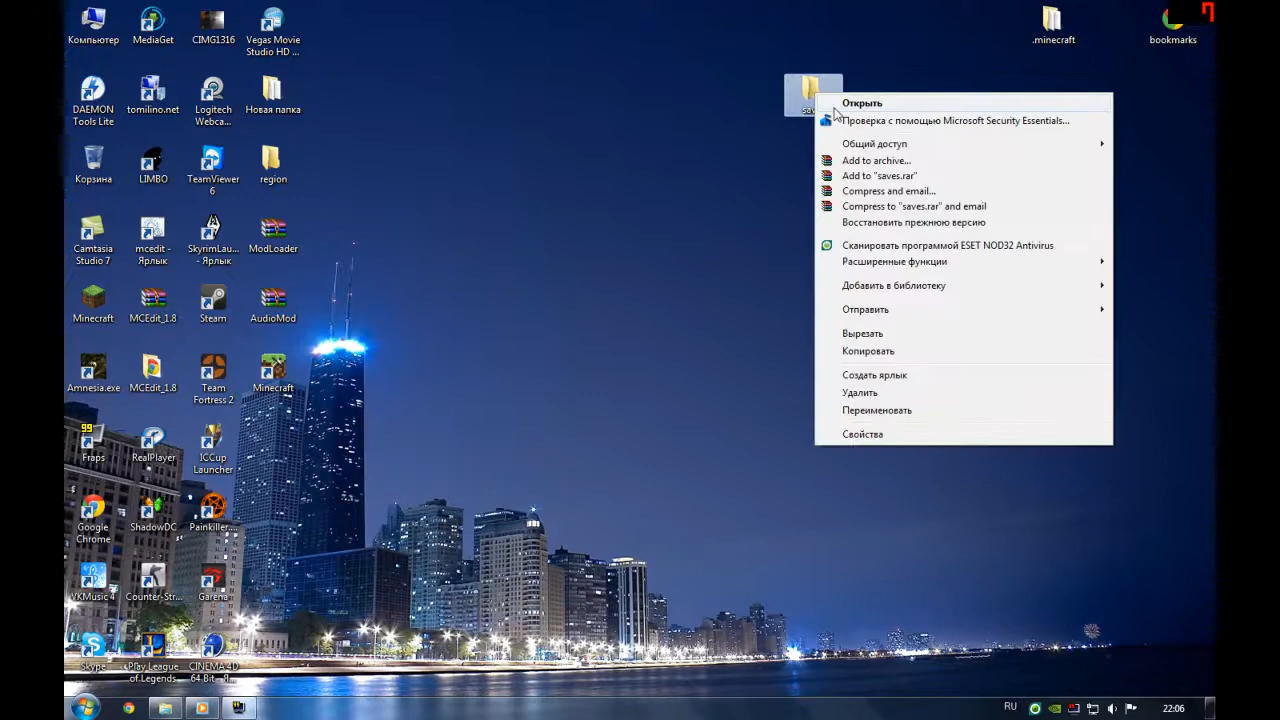 Компьютер
MediaGet
CIMG1316
Vegas Movie
Studio HD ...
.minecraft
bookmarks
7
DAEMON
Tools Lite
tomilino.net
Logitech
Webca...
Новая папка
Корзина
LIMBO
TeamViewer
6
region
Camtasia
Studio 7
mcedit -
Ярлык
SkyrimLau...
- Ярлык
ModLoader
Minecraft
MCEdit_1.8
Steam
AudioMod
Amnesia.exe
MCEdit_1.8
Team
Fortress 2
Minecraft
99
Fraps
RealPlayer
ICCup
Launcher
Google
Chrome
ShadowDC
Painkiller...
VKMusic 4
Counter-Str...
Garena
Skype
Play League
of Legends
CINEMA 4D
64 Bit - Я...
Открыть
Проверка с помощью Microsoft Security Essentials...
Общий доступ
Add to archive...
Add to "saves.rar"
Compress and email...
Compress to "saves.rar" and email
Восстановить прежнюю версию
Сканировать программой ESET NOD32 Antivirus
Расширенные функции
Добавить в библиотеку
Отправить
Вырезать
Копировать
Создать ярлык
Удалить
Переименовать
Свойства
RU
22:06